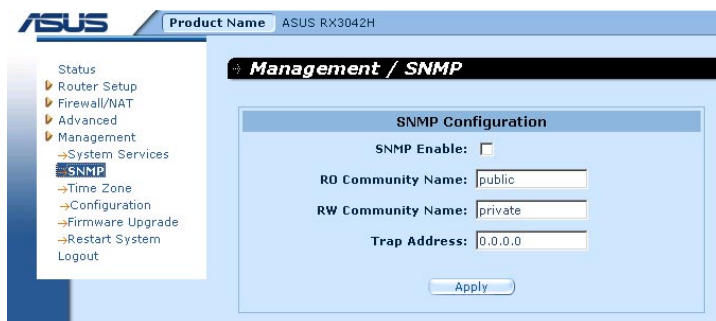 ASUS
Product Name ASUS RX3042H
Status
Router Setup
Firewall/NAT
Advanced
Management
System Services
SNMP
Time Zone
Configuration
Firmware Upgrade
Restart System
Logout
Management / SNMP
SNMP Configuration
SNMP Enable:
RO Community Name: public
RW Community Name: private
Trap Address: 0.0.0.0
Apply